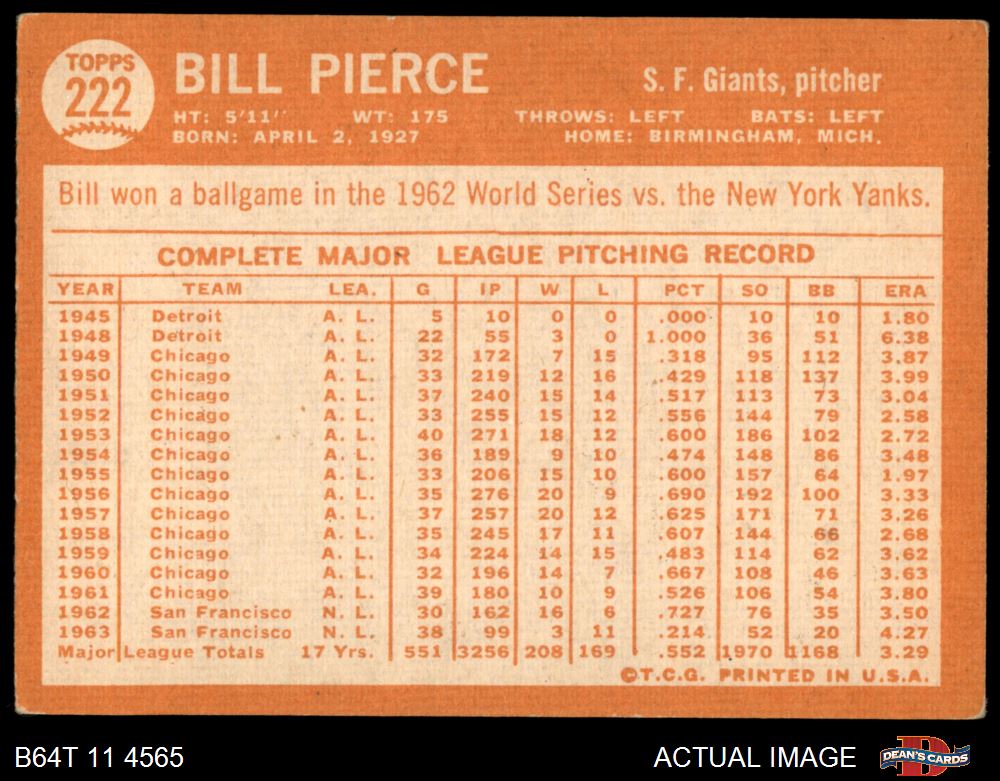 TOPPS
222
BILL PIERCE
S. F. Giants, pitcher
HT: 5'11" WT: 175 THROWS: LEFT BATS: LEFT
BORN: APRIL 2, 1927 HOME: BIRMINGHAM, MICH.
Bill won a ballgame in the 1962 World Series vs. the New York Yanks.
COMPLETE MAJOR LEAGUE PITCHING RECORD
YEAR TEAM LEA. G IP W L PCT SO BB ERA
1945 Detroit A. L. 5 10 0 0 .000 10 10 1.80
1948 Detroit A. L. 22 55 3 0 1.000 36 51 6.38
1949 Chicago A. L. 32 172 7 15 .318 95 112 3.87
1950 Chicago A. L. 33 219 12 16 .429 118 137 3.99
1951 Chicago A. L. 37 240 15 14 .517 113 73 3.04
1952 Chicago A. L. 33 255 15 12 .556 144 79 2.58
1953 Chicago A. L. 40 271 18 12 .600 186 102 2.72
1954 Chicago A. L. 36 189 9 10 .474 148 86 3.48
1955 Chicago A. L. 33 206 15 10 .600 157 64 1.97
1956 Chicago A. L. 35 276 20 9 .690 192 100 3.33
1957 Chicago A. L. 37 257 20 12 .625 171 71 3.26
1958 Chicago A. L. 35 245 17 11 .607 144 66 2.68
1959 Chicago A. L. 34 224 14 15 .483 114 62 3.62
1960 Chicago A. L. 32 196 14 7 .667 108 46 3.63
1961 Chicago A. L. 39 180 10 9 .526 106 54 3.80
1962 San Francisco N. L. 30 162 16 6 .727 76 35 3.50
1963 San Francisco N. L. 38 99 3 11 .214 52 20 4.27
Major League Totals 17 Yrs. 551 3256 208 169 .552 1970 1168 3.29
©T.C.G. PRINTED IN U.S.A.
B64T 11 4565 ACTUAL IMAGE DEAN'S CARDS